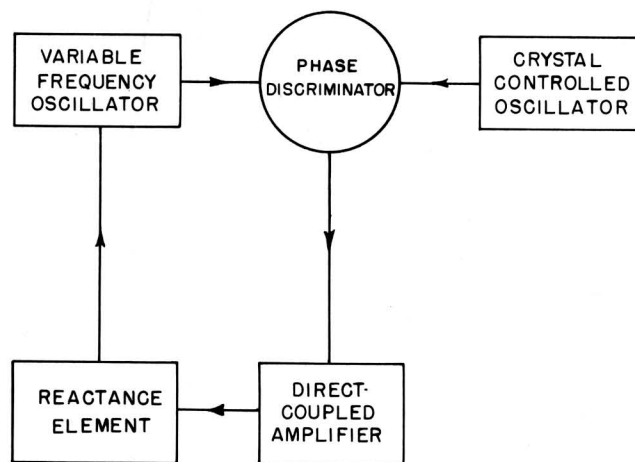 VARIABLE
FREQUENCY
OSCILLATOR
PHASE
DISCRIMINATOR
CRYSTAL
CONTROLLED
OSCILLATOR
REACTANCE
ELEMENT
DIRECT-
COUPLED
AMPLIFIER